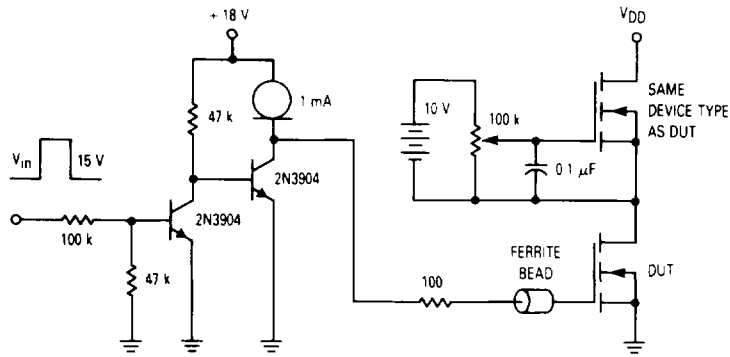 + 18 V
VDD
1 mA
47 k
10 V
100 k
SAME
DEVICE TYPE
AS DUT
Vin
15 V
2N3904
0 1 μF
2N3904
100 k
47 k
FERRITE
BEAD
DUT
100